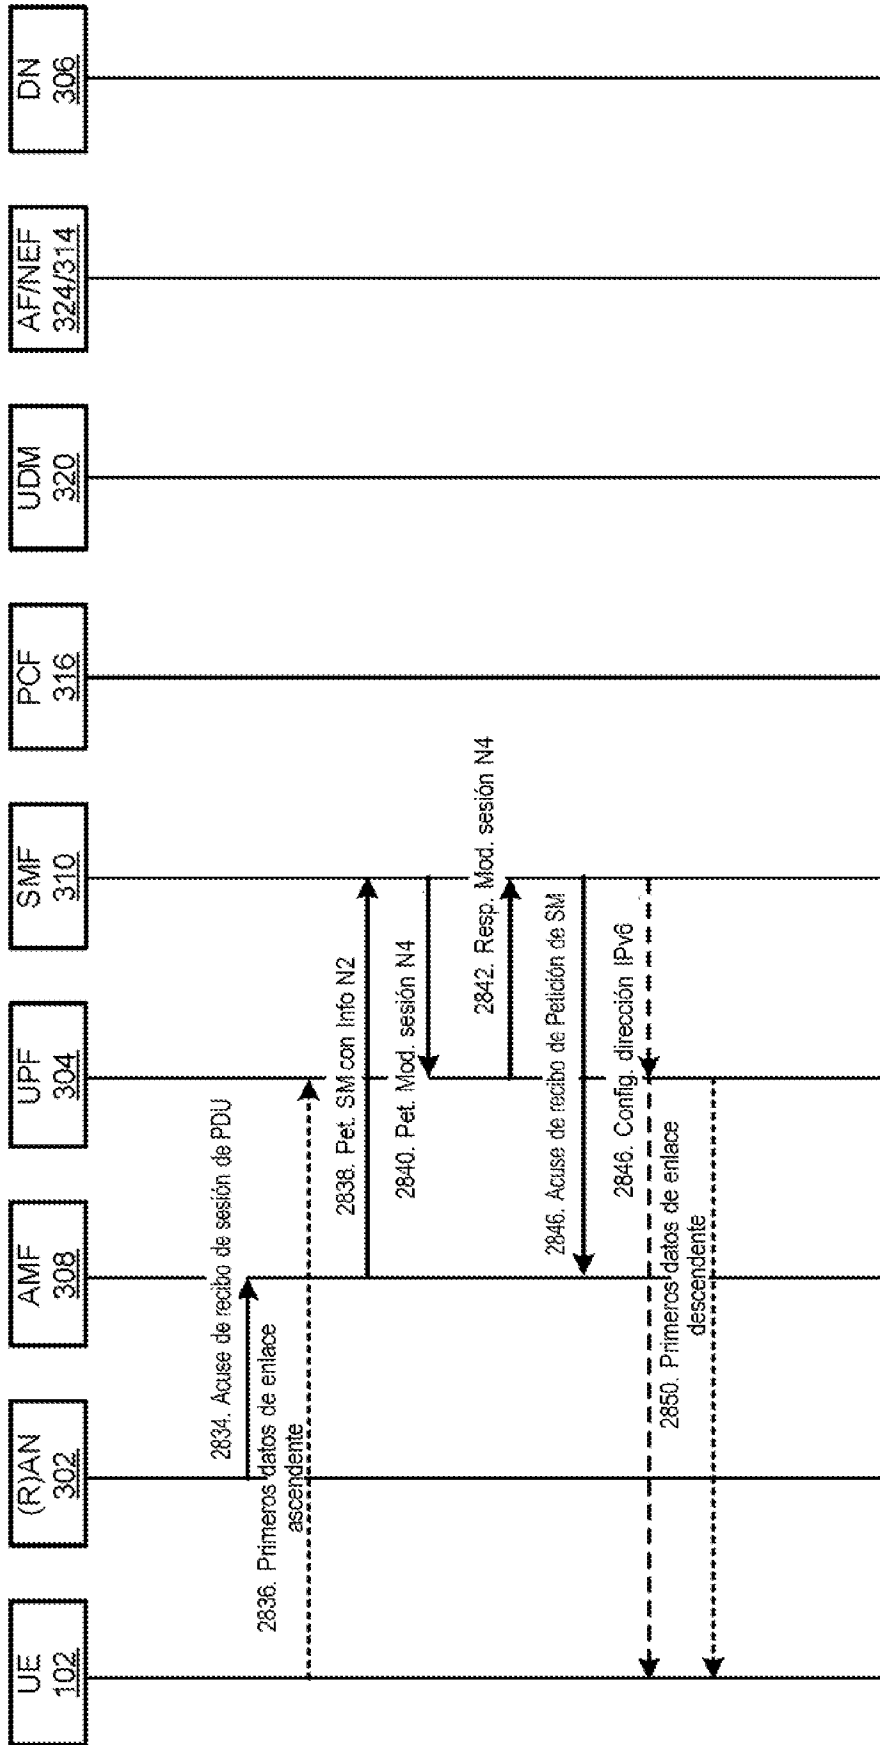 UE
102
(R)AN
302
AMF
308
UPF
304
SMF
310
PCF
316
UDM
320
AF/NEF
324/314
DN
306
2834. Acuse de recibo de sesión de PDU
2836. Primeros datos de enlace
ascendente
2838. Pet. SM con Info N2
2840. Pet. Mod. sesión N4
2842. Resp. Mod. sesión N4
2846. Acuse de recibo de Petición de SM
2846. Config. dirección IPv6
2850. Primeros datos de enlace
descendente